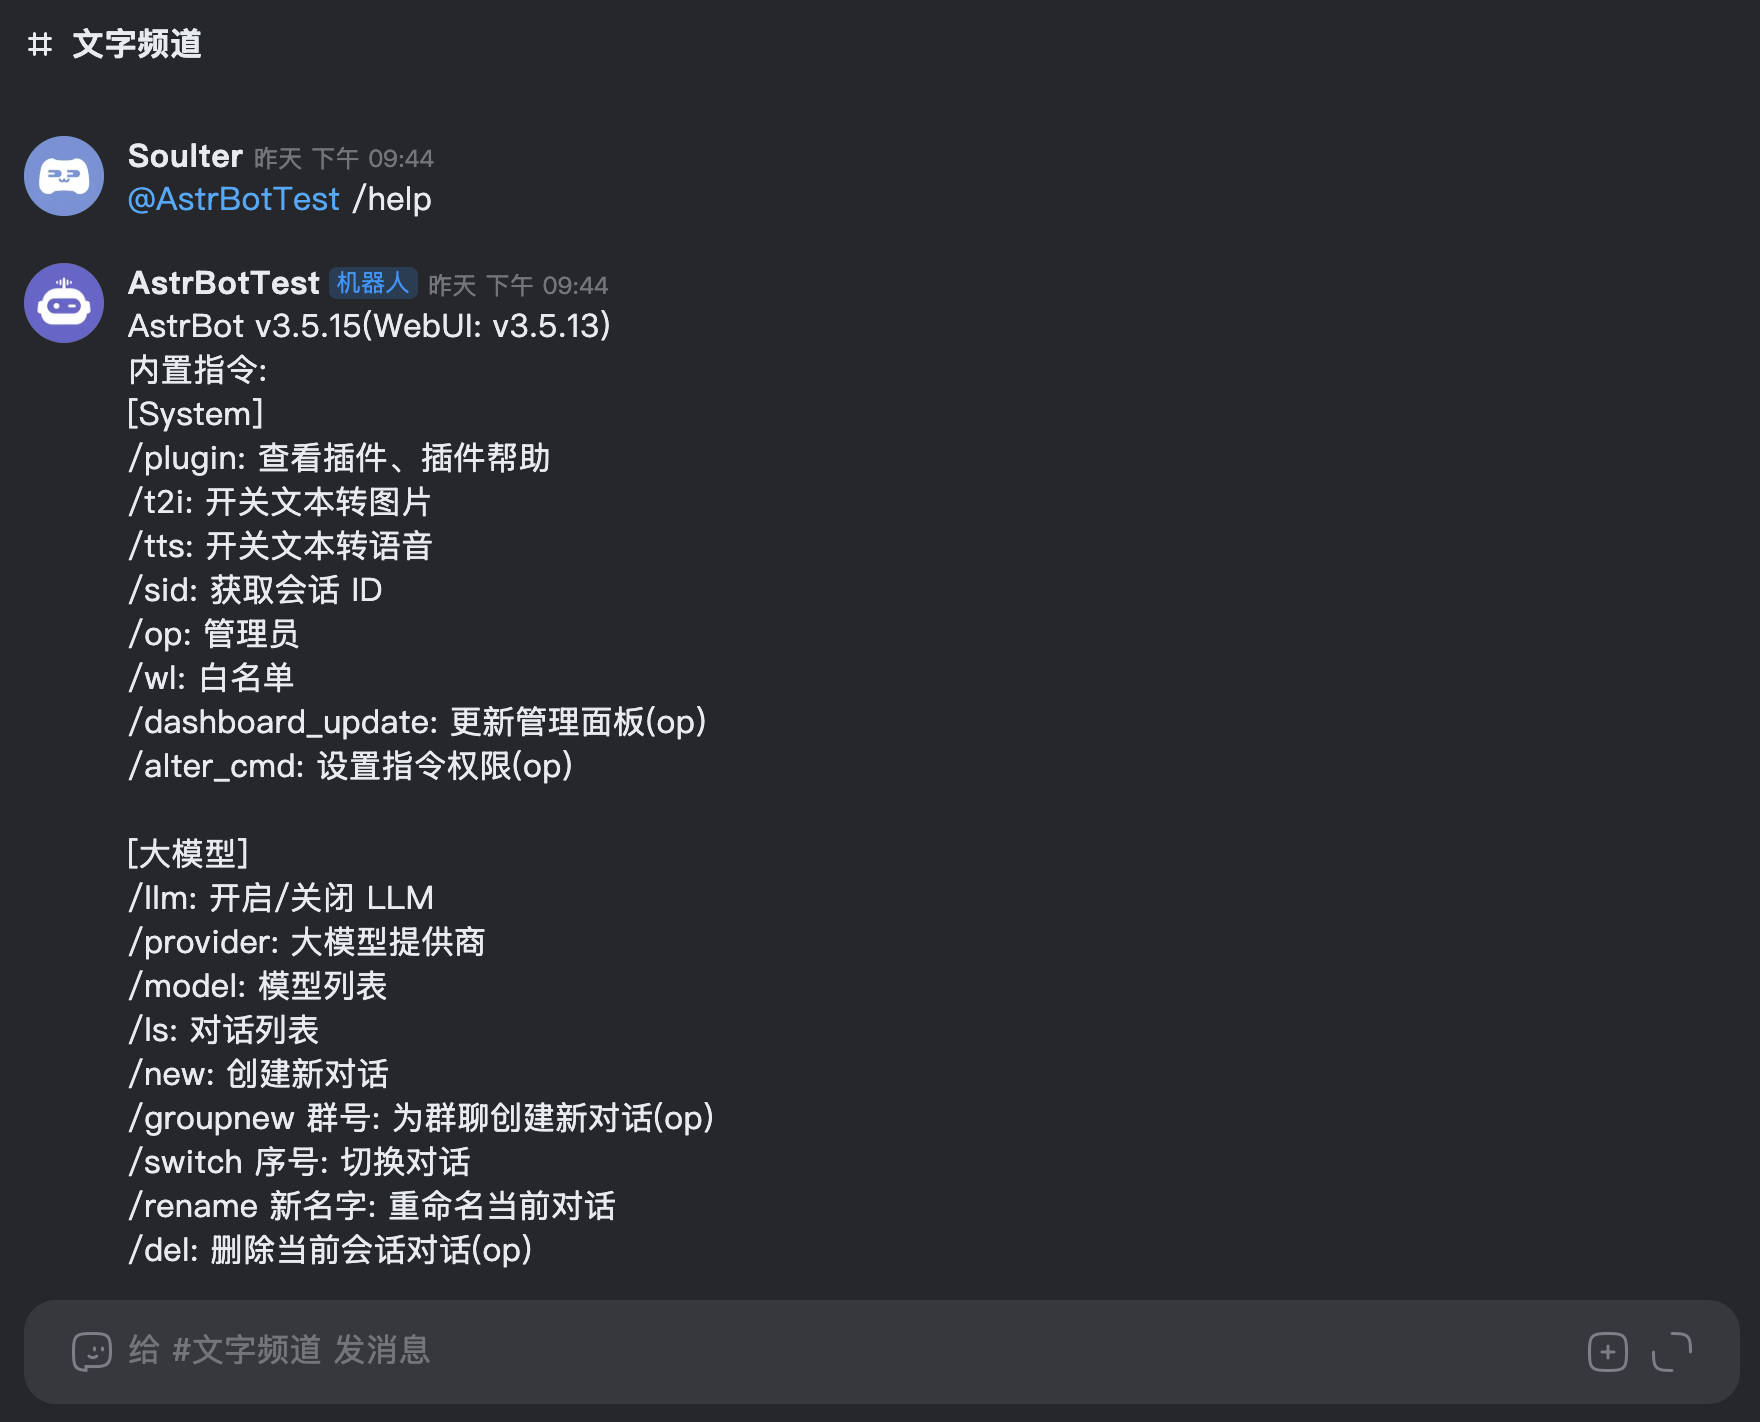 # 文字频道
Soulter 昨天 下午 09:44
@AstrBotTest /help
AstrBotTest 机器人 昨天 下午 09:44
AstrBot v3.5.15(WebUI: v3.5.13)
内置指令:
[System]
/plugin: 查看插件、插件帮助
/t2i: 开关文本转图片
/tts: 开关文本转语音
/sid: 获取会话 ID
/op: 管理员
/wl: 白名单
/dashboard_update: 更新管理面板(op)
/alter_cmd: 设置指令权限(op)
[大模型]
/llm: 开启/关闭 LLM
/provider: 大模型提供商
/model: 模型列表
/ls: 对话列表
/new: 创建新对话
/groupnew 群号: 为群聊创建新对话(op)
/switch 序号: 切换对话
/rename 新名字: 重命名当前对话
/del: 删除当前会话对话(op)
给 #文字频道 发消息